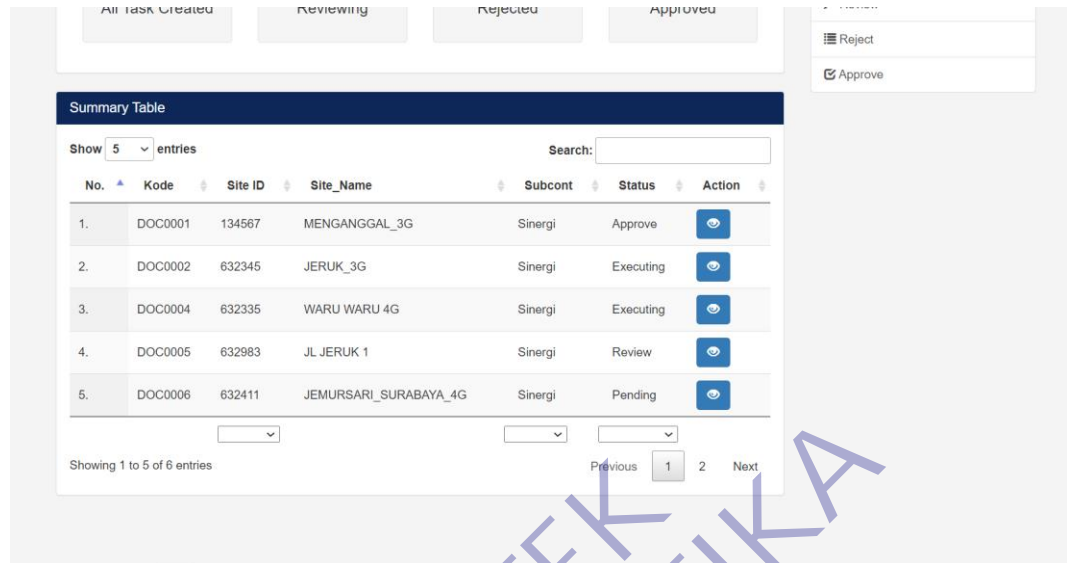 All Task Created Reviewing Rejected Approved
Review
Reject
Approve
Summary Table
Show 5 entries Search:
No. Kode Site ID Site_Name Subcont Status Action
1. DOC0001 134567 MENGANGGAL_3G Sinergi Approve
2. DOC0002 632345 JERUK_3G Sinergi Executing
3. DOC0004 632335 WARU WARU 4G Sinergi Executing
4. DOC0005 632983 JL JERUK 1 Sinergi Review
5. DOC0006 632411 JEMURSARI_SURABAYA_4G Sinergi Pending
Showing 1 to 5 of 6 entries Previous 1 2 Next